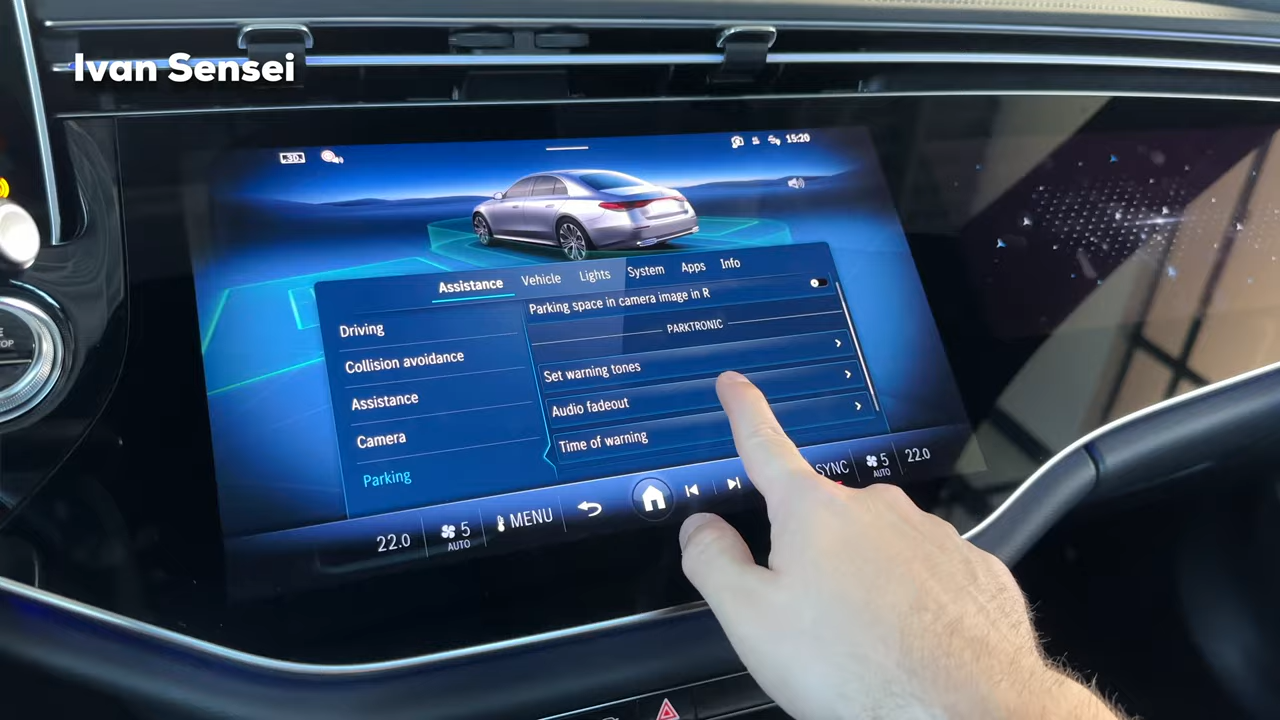 Ivan Sensei
15:20
Assistance Vehicle Lights System Apps Info
Driving
Collision avoidance
Assistance
Camera
Parking
Parking space in camera image in R
PARKTRONIC
Set warning tones
Audio fadeout
Time of warning
22.0 5 AUTO MENU SYNC 5 AUTO 22.0